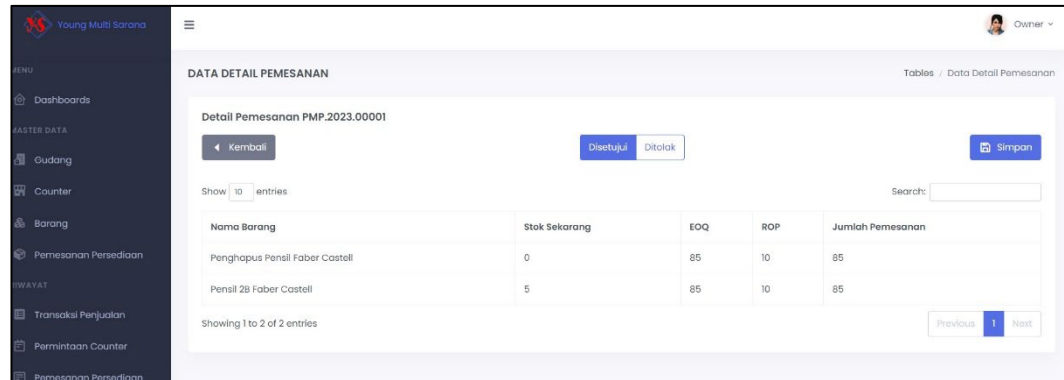 Young Multi Sarana
Owner
MENU
DATA DETAIL PEMESANAN
Tables / Data Detail Pemesanan
Dashboards
MASTER DATA
Detail Pemesanan PMP.2023.00001
Kembali
Disetujui Ditolak
Simpan
Gudang
Counter
Show 10 entries
Search:
Barang
Nama Barang Stok Sekarang EOQ ROP Jumlah Pemesanan
Pemesanan Persediaan
Penghapus Pensil Faber Castell 0 85 10 85
RIWAYAT
Pensil 2B Faber Castell 5 85 10 85
Transaksi Penjualan
Showing 1 to 2 of 2 entries
Previous 1 Next
Permintaan Counter
Pemesanan Persediaan